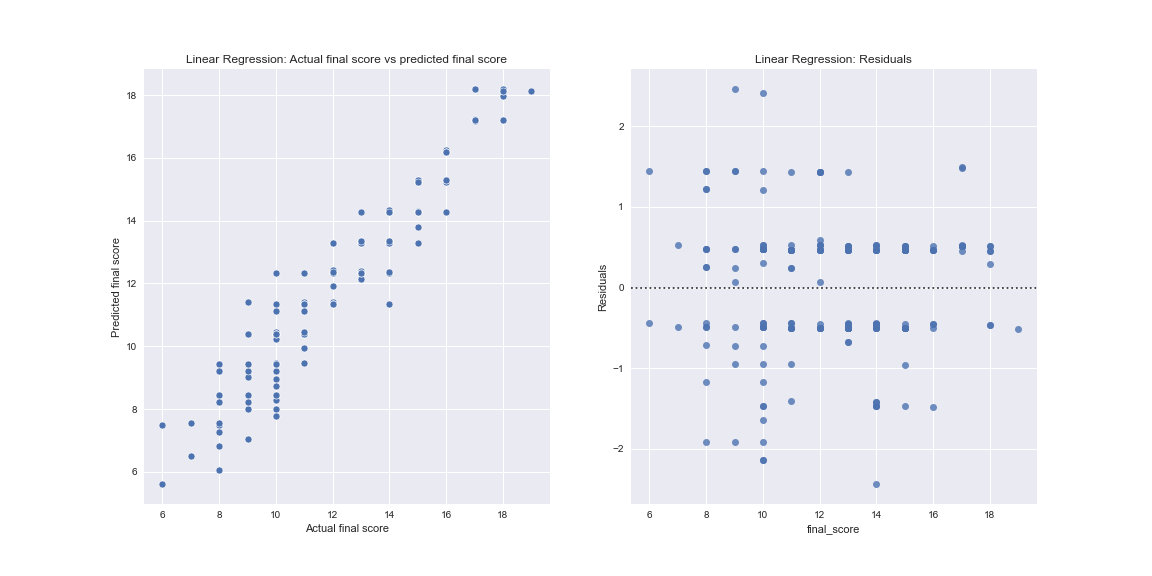 Linear Regression: Actual final score vs predicted final score
Predicted final score
18
16
14
12
10
8
6
6 8 10 12 14 16 18
Actual final score
Linear Regression: Residuals
Residuals
2
1
0
−1
−2
6 8 10 12 14 16 18
final_score